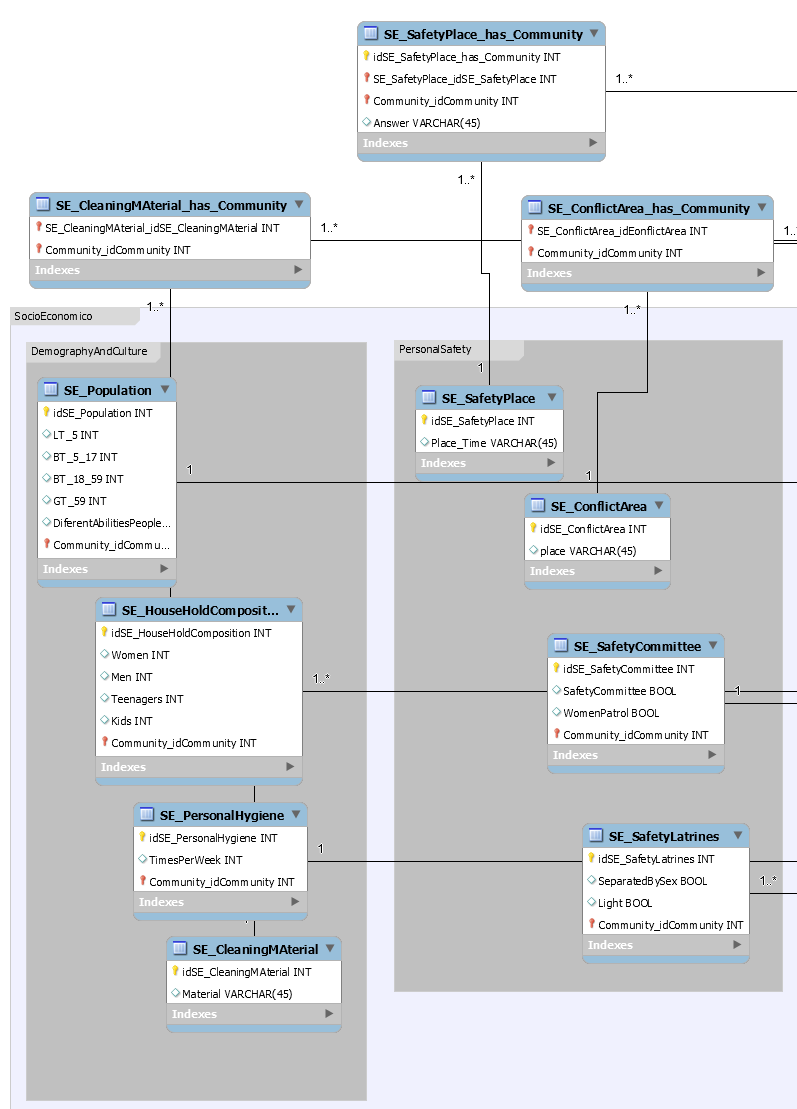 SE_SafetyPlace_has_Community
idSE_SafetyPlace_has_Community INT
SE_SafetyPlace_idSE_SafetyPlace INT
Community_idCommunity INT
Answer VARCHAR(45)
Indexes
1..*
1..*
SE_CleaningMAterial_has_Community
SE_CleaningMAterial_idSE_CleaningMAterial INT
Community_idCommunity INT
Indexes
1..*
1..*
SE_ConflictArea_has_Community
SE_ConflictArea_idEonflictArea INT
Community_idCommunity INT
Indexes
1..
1..*
SocioEconomico
DemographyAndCulture
SE_Population
idSE_Population INT
LT_5 INT
BT_5_17 INT
BT_18_59 INT
GT_59 INT
DiferentAbilitiesPeople...
Community_idCommu...
Indexes
1
SE_HouseHoldComposit...
idSE_HouseHoldComposition INT
Women INT
Men INT
Teenagers INT
Kids INT
Community_idCommunity INT
Indexes
1..*
SE_PersonalHygiene
idSE_PersonalHygiene INT
TimesPerWeek INT
Community_idCommunity INT
Indexes
1
SE_CleaningMAterial
idSE_CleaningMAterial INT
Material VARCHAR(45)
Indexes
PersonalSafety
1
SE_SafetyPlace
idSE_SafetyPlace INT
Place_Time VARCHAR(45)
Indexes
1
SE_ConflictArea
idSE_ConflictArea INT
place VARCHAR(45)
Indexes
SE_SafetyCommittee
idSE_SafetyCommittee INT
SafetyCommittee BOOL
WomenPatrol BOOL
Community_idCommunity INT
Indexes
1
SE_SafetyLatrines
idSE_SafetyLatrines INT
SeparatedBySex BOOL
Light BOOL
Community_idCommunity INT
Indexes
1..*